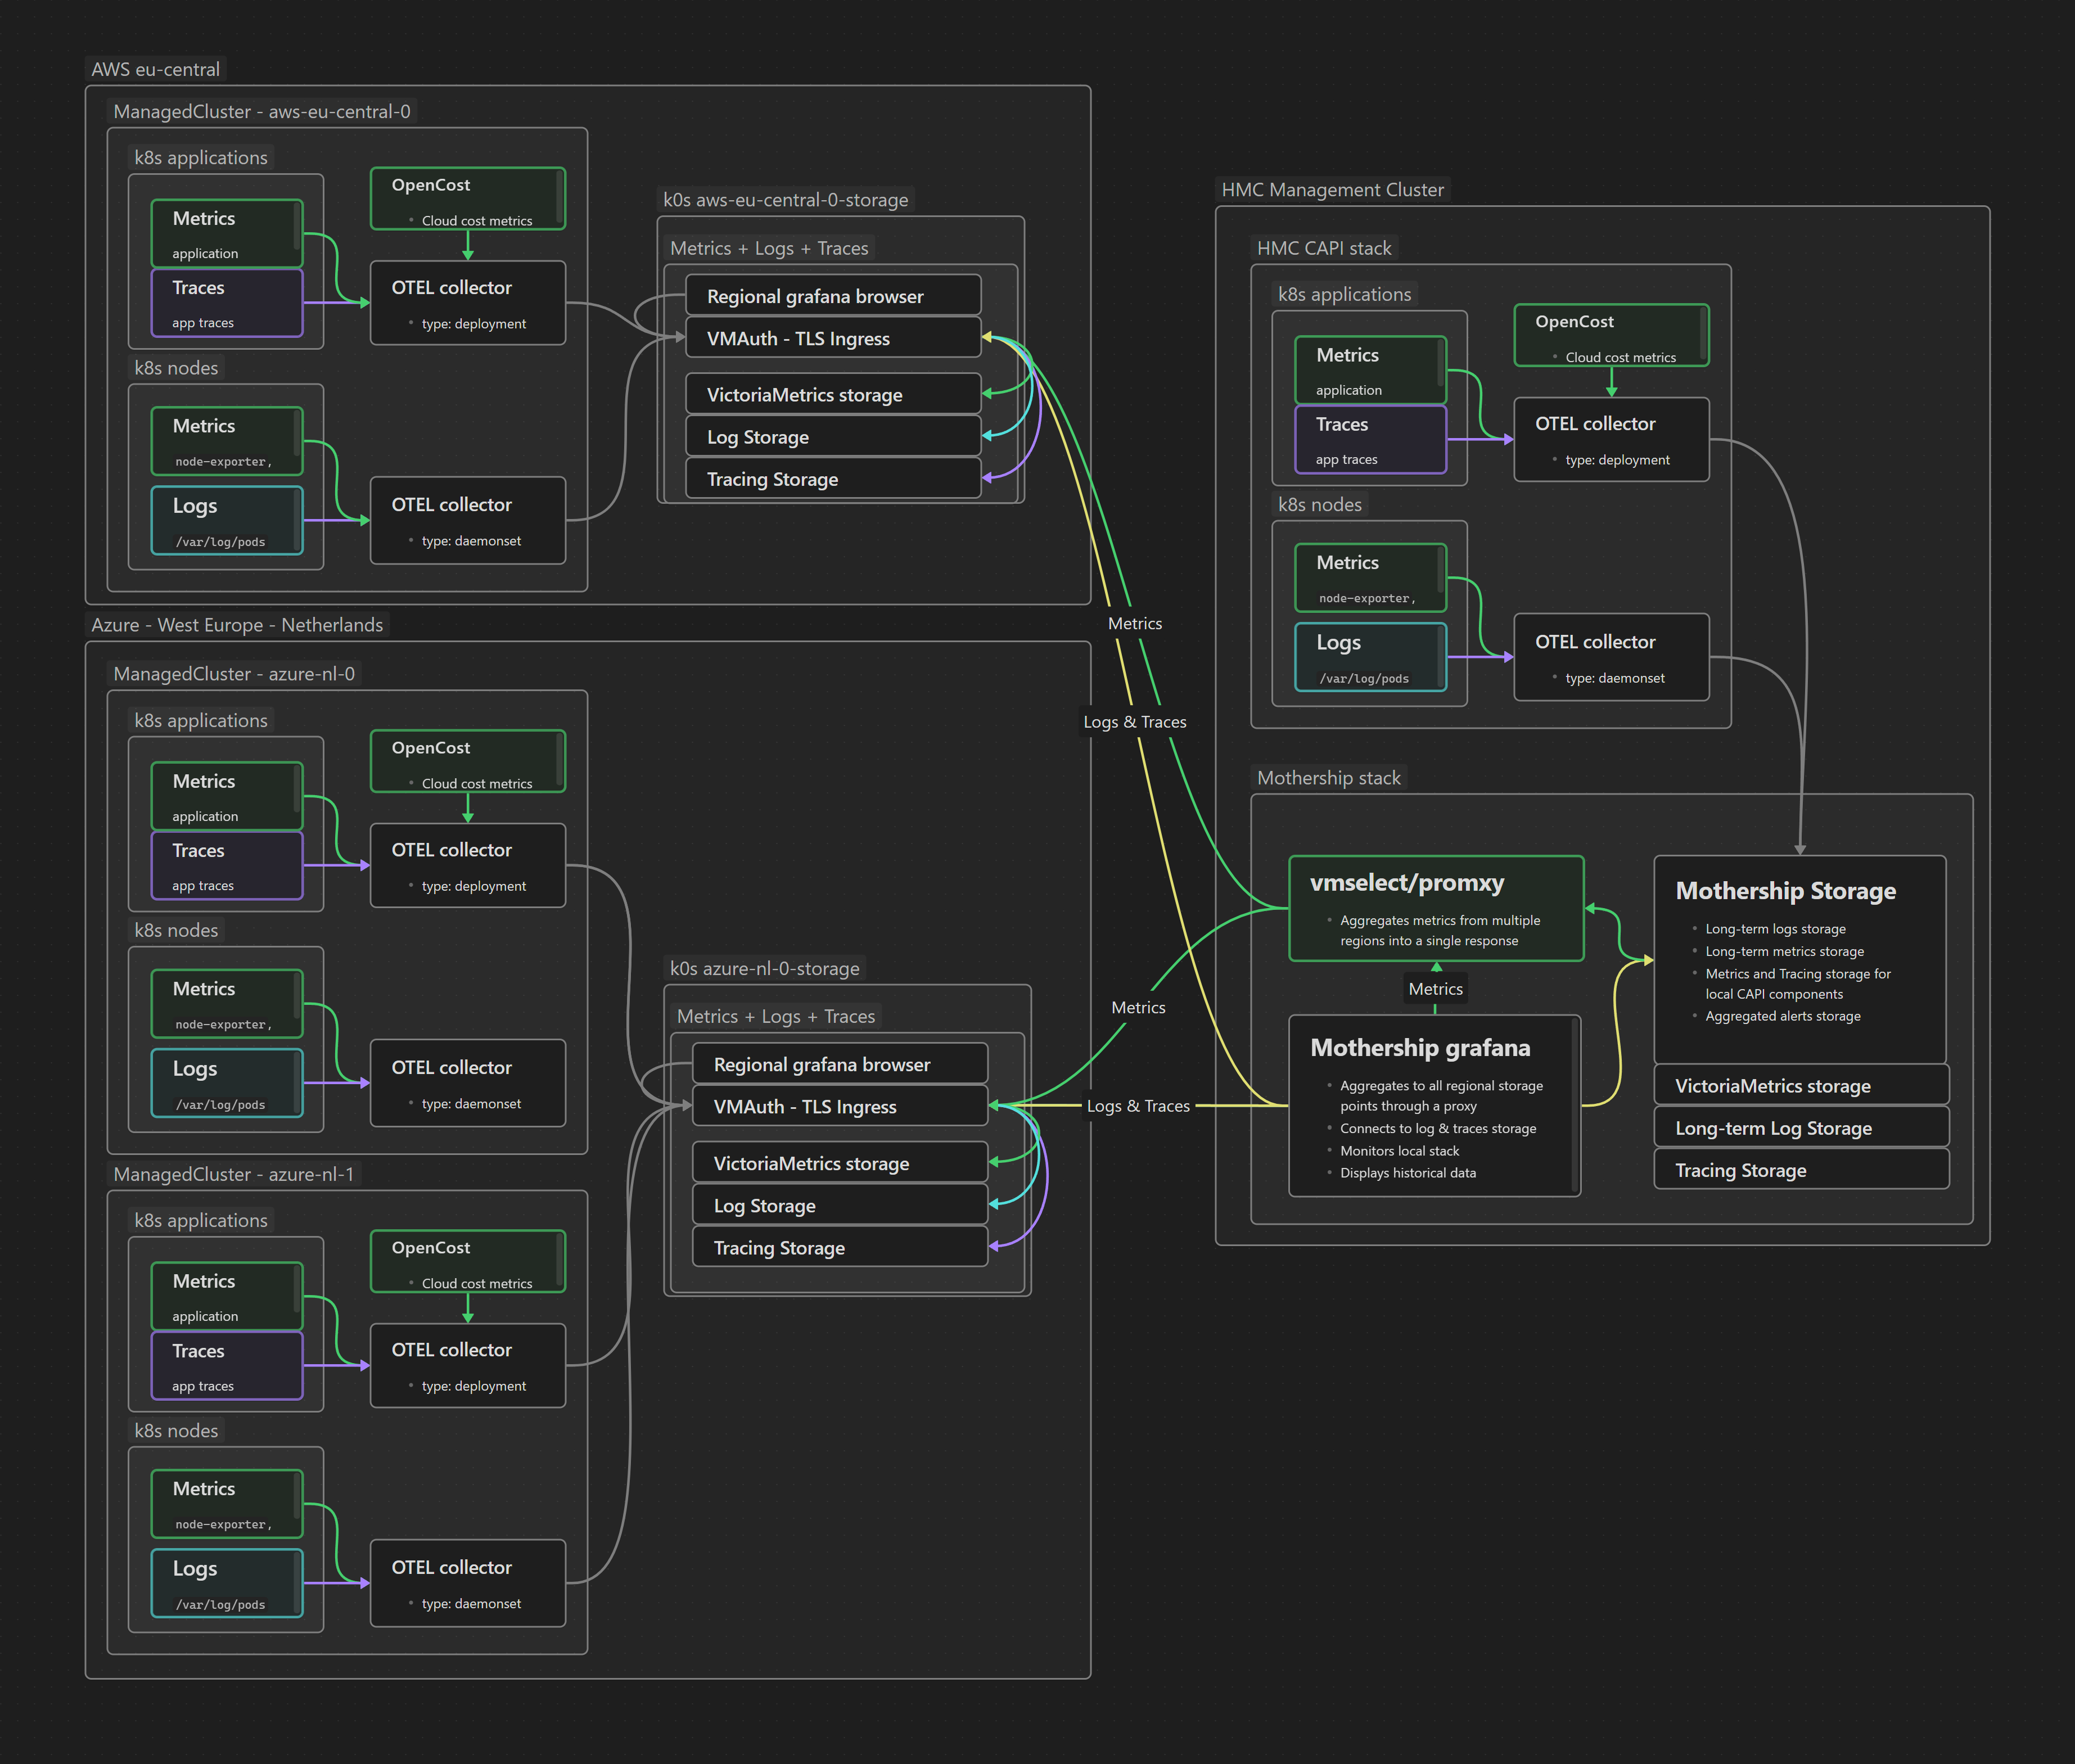 AWS eu-central
ManagedCluster - aws-eu-central-0
k8s applications
Metrics
application
Traces
app traces
OpenCost
Cloud cost metrics
OTEL collector
type: deployment
k8s nodes
Metrics
node-exporter,
Logs
/var/log/pods
OTEL collector
type: daemonset
k0s aws-eu-central-0-storage
Metrics + Logs + Traces
Regional grafana browser
VMAuth - TLS Ingress
VictoriaMetrics storage
Log Storage
Tracing Storage
Azure - West Europe - Netherlands
ManagedCluster - azure-nl-0
k8s applications
Metrics
application
Traces
app traces
OpenCost
Cloud cost metrics
OTEL collector
type: deployment
k8s nodes
Metrics
node-exporter,
Logs
/var/log/pods
OTEL collector
type: daemonset
ManagedCluster - azure-nl-1
k8s applications
Metrics
application
Traces
app traces
OpenCost
Cloud cost metrics
OTEL collector
type: deployment
k8s nodes
Metrics
node-exporter,
Logs
/var/log/pods
OTEL collector
type: daemonset
k0s azure-nl-0-storage
Metrics + Logs + Traces
Regional grafana browser
VMAuth - TLS Ingress
VictoriaMetrics storage
Log Storage
Tracing Storage
Metrics
Logs & Traces
Metrics
Logs & Traces
HMC Management Cluster
HMC CAPI stack
k8s applications
Metrics
application
Traces
app traces
OpenCost
Cloud cost metrics
OTEL collector
type: deployment
k8s nodes
Metrics
node-exporter,
Logs
/var/log/pods
OTEL collector
type: daemonset
Mothership stack
vmselect/promxy
Aggregates metrics from multiple
regions into a single response
Metrics
Mothership grafana
Aggregates to all regional storage
points through a proxy
Connects to log & traces storage
Monitors local stack
Displays historical data
Mothership Storage
Long-term logs storage
Long-term metrics storage
Metrics and Tracing storage for
local CAPI components
Aggregated alerts storage
VictoriaMetrics storage
Long-term Log Storage
Tracing Storage